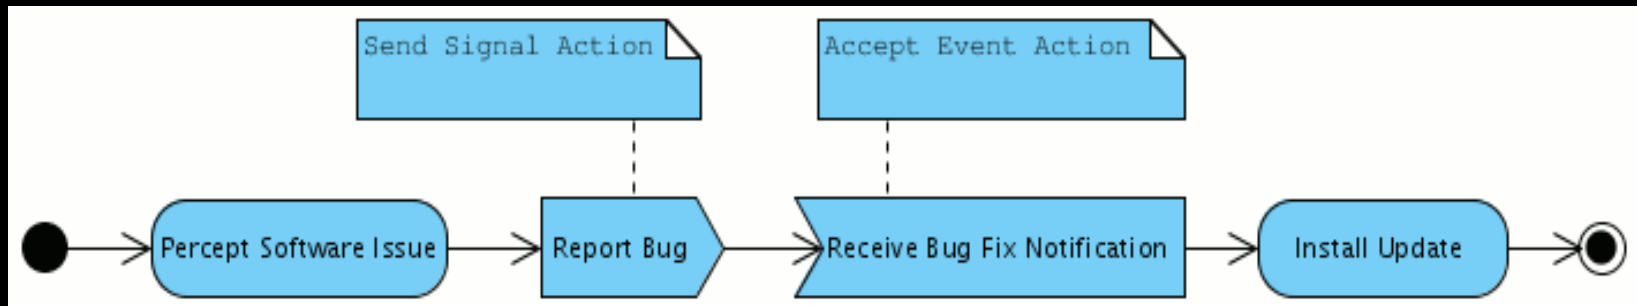 Send Signal Action
Accept Event Action
Percept Software Issue
Report Bug
Receive Bug Fix Notification
Install Update